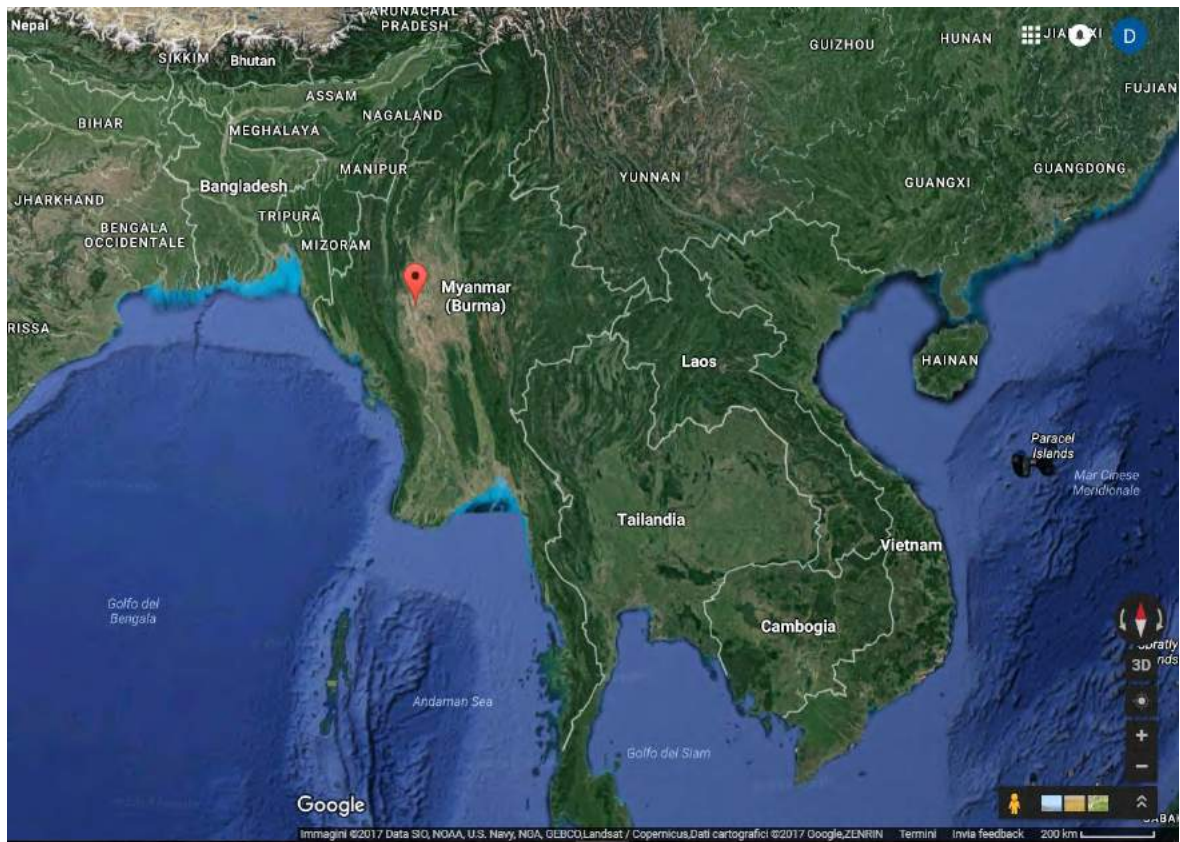 ARUNACHAL
PRADESH
Nepal
SIKKIM
Bhutan
GUIZHOU
HUNAN
D
ASSAM
FUJIAN
BIHAR
NAGALAND
MEGHALAYA
MANIPUR
YUNNAN
GUANGXI
GUANGDONG
Bangladesh
JHARKHAND
TRIPURA
BENGALA
OCCIDENTALE
MIZORAM
Myanmar
(Burma)
RISSA
Laos
HAINAN
Paracel
Islands
Mar Cinese
Meridionale
Tailandia
Vietnam
Golfo del
Bengala
Cambogia
3D
Andaman Sea
Golfo del Siam
+
−
Google
Immagini ©2017 Data SIO, NOAA, U.S. Navy, NGA, GEBCO,Landsat / Copernicus,Dati cartografici ©2017 Google,ZENRIN Termini Invia feedback 200 km